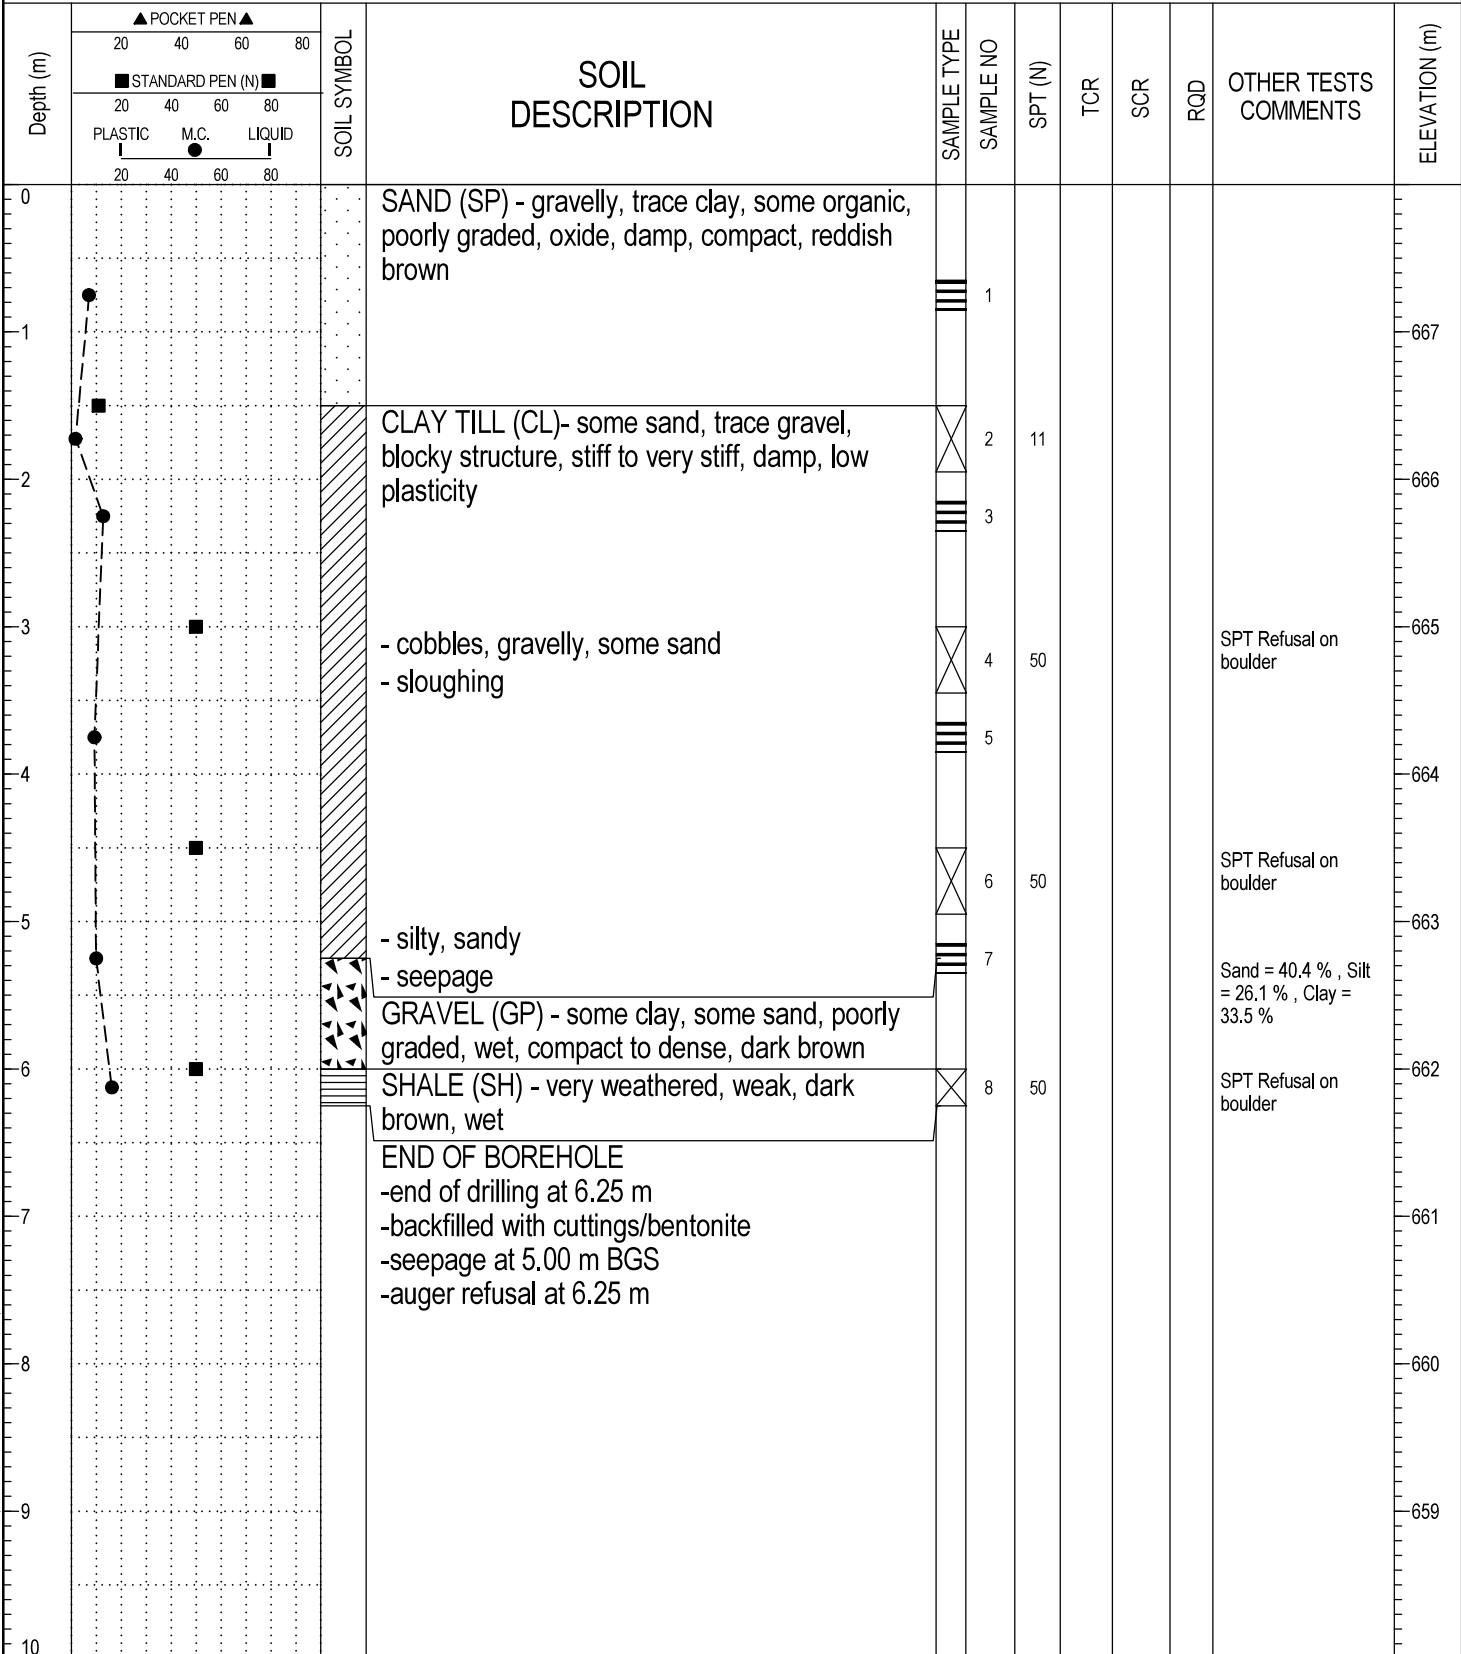 ▲ POCKET PEN ▲
20 40 60 80
■ STANDARD PEN (N) ■
20 40 60 80
PLASTIC M.C. LIQUID
20 40 60 80
Depth (m)
SOIL SYMBOL
SOIL
DESCRIPTION
SAMPLE TYPE
SAMPLE NO
SPT (N)
TCR
SCR
RQD
OTHER TESTS
COMMENTS
ELEVATION (m)
0
SAND (SP) - gravelly, trace clay, some organic,
poorly graded, oxide, damp, compact, reddish
brown
1
1
667
CLAY TILL (CL)- some sand, trace gravel,
blocky structure, stiff to very stiff, damp, low
plasticity
2 11
2
666
3
3
665
- cobbles, gravelly, some sand
- sloughing
4 50
SPT Refusal on
boulder
5
4
664
6 50
SPT Refusal on
boulder
5
663
- silty, sandy
- seepage
7
Sand = 40.4 % , Silt
= 26.1 % , Clay =
33.5 %
GRAVEL (GP) - some clay, some sand, poorly
graded, wet, compact to dense, dark brown
6
662
SHALE (SH) - very weathered, weak, dark
brown, wet
8 50
SPT Refusal on
boulder
END OF BOREHOLE
-end of drilling at 6.25 m
-backfilled with cuttings/bentonite
-seepage at 5.00 m BGS
-auger refusal at 6.25 m
7
661
8
660
9
659
10